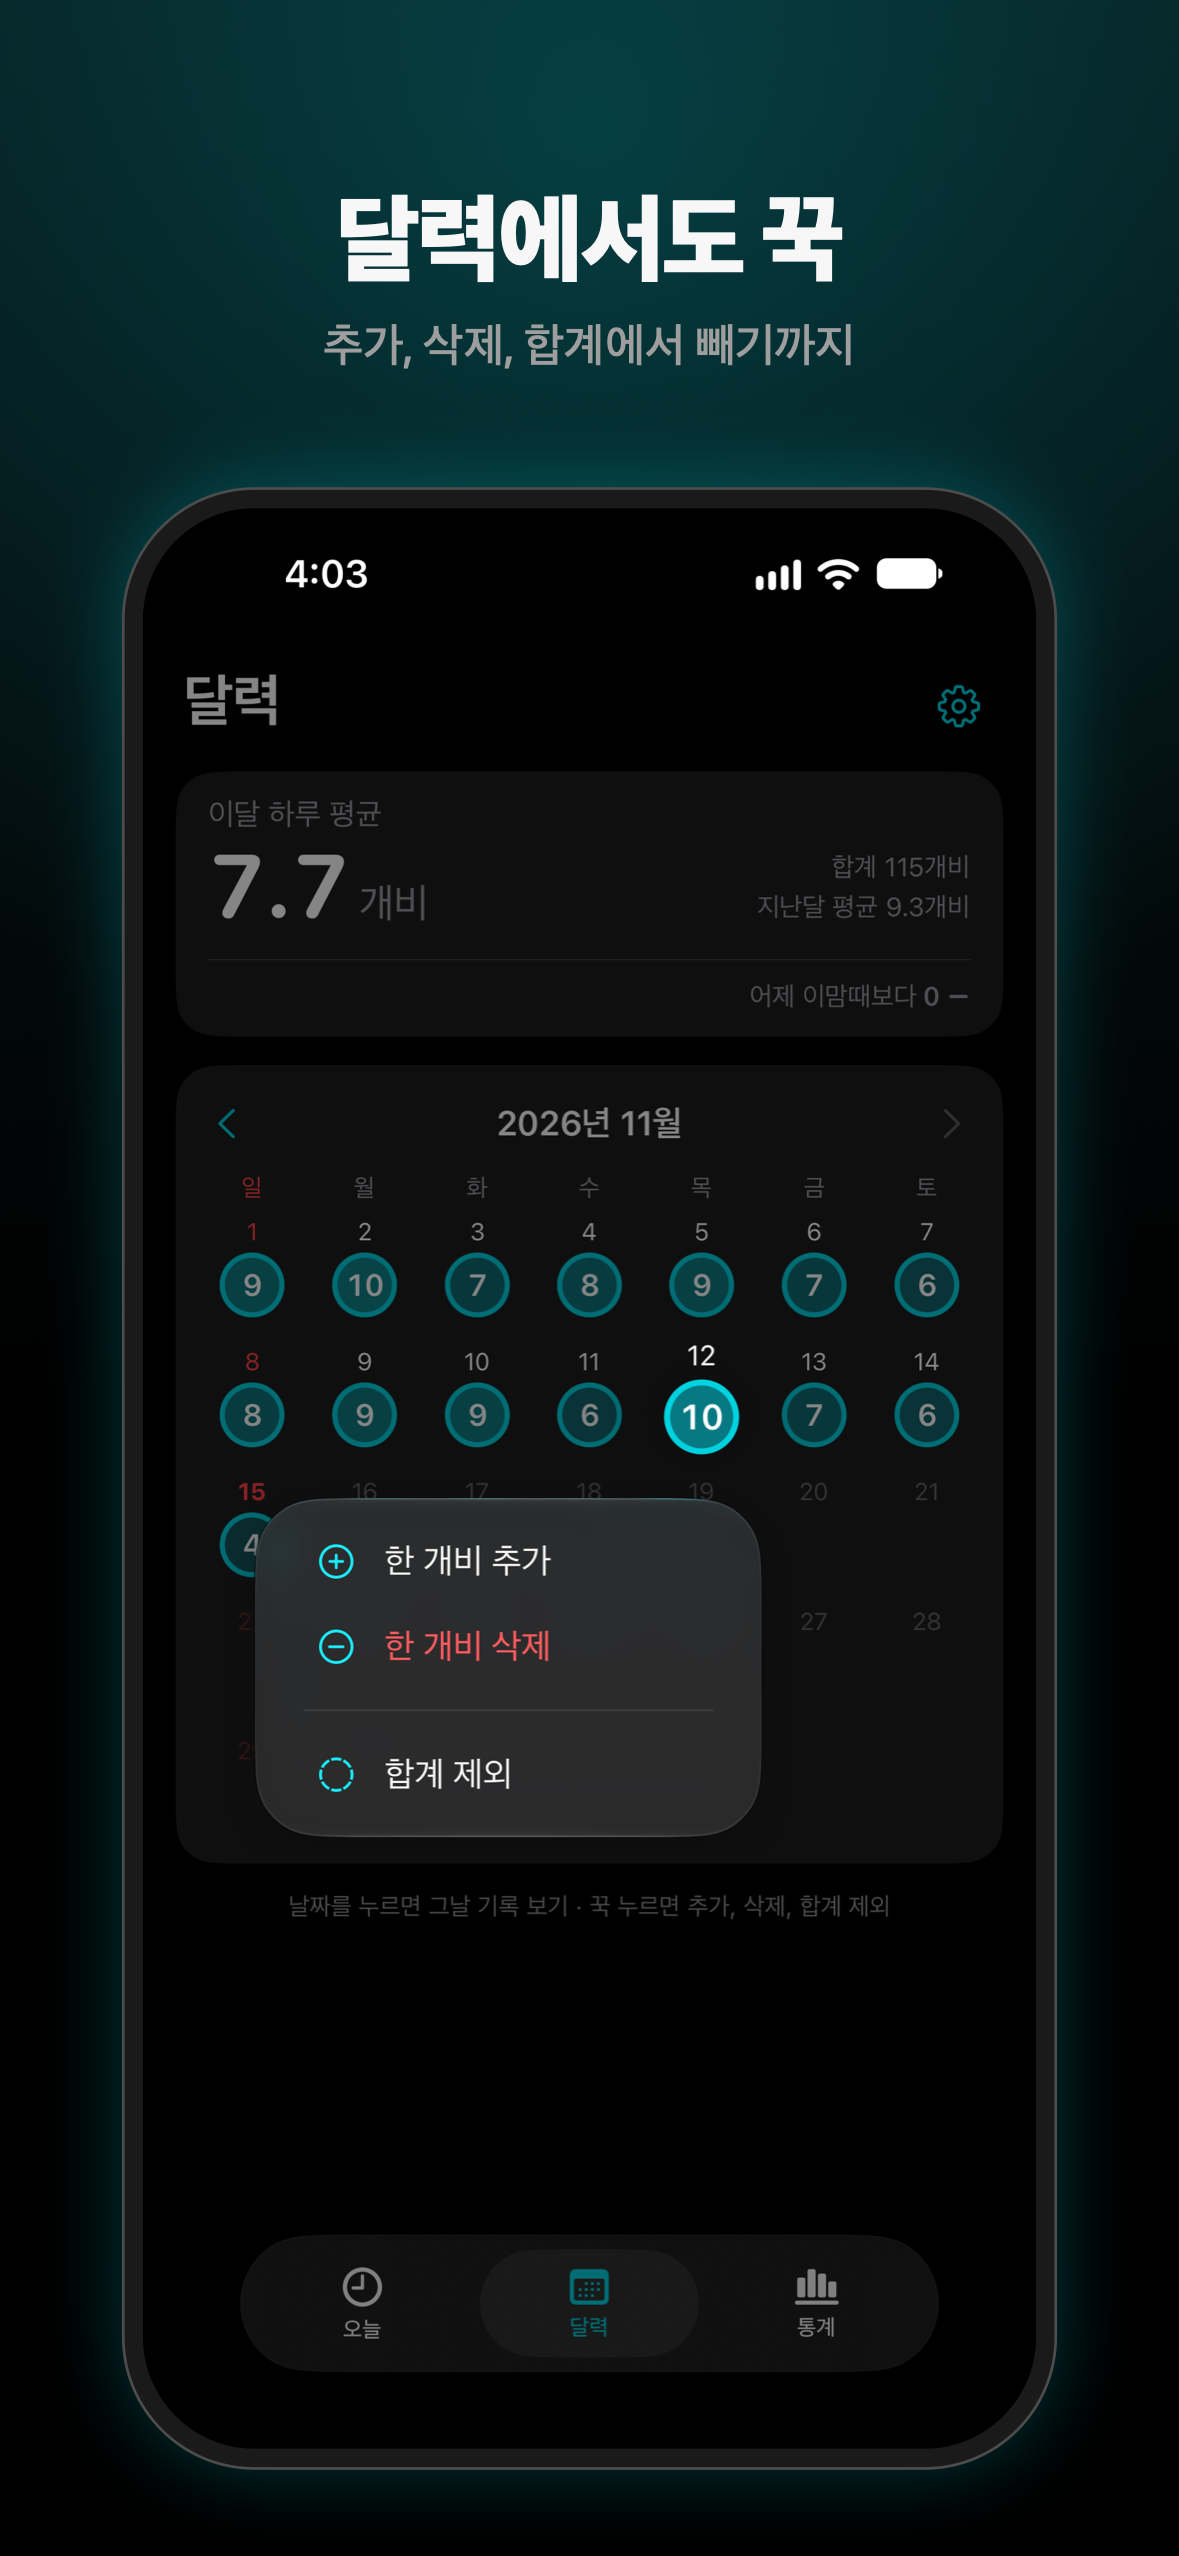 달력에서도 꾹
추가, 삭제, 합계에서 빼기까지
4:03
달력
이달 하루 평균
7.7 개비
합계 115개비
지난달 평균 9.3개비
어제 이맘때보다 0 –
2026년 11월
일 월 화 수 목 금 토
1 2 3 4 5 6 7
9 10 7 8 9 7 6
8 9 10 11 12 13 14
8 9 9 6 10 7 6
15 16 17 18 19 20 21
4
한 개비 추가
27 28
한 개비 삭제
합계 제외
날짜를 누르면 그날 기록 보기 · 꾹 누르면 추가, 삭제, 합계 제외
오늘 달력 통계